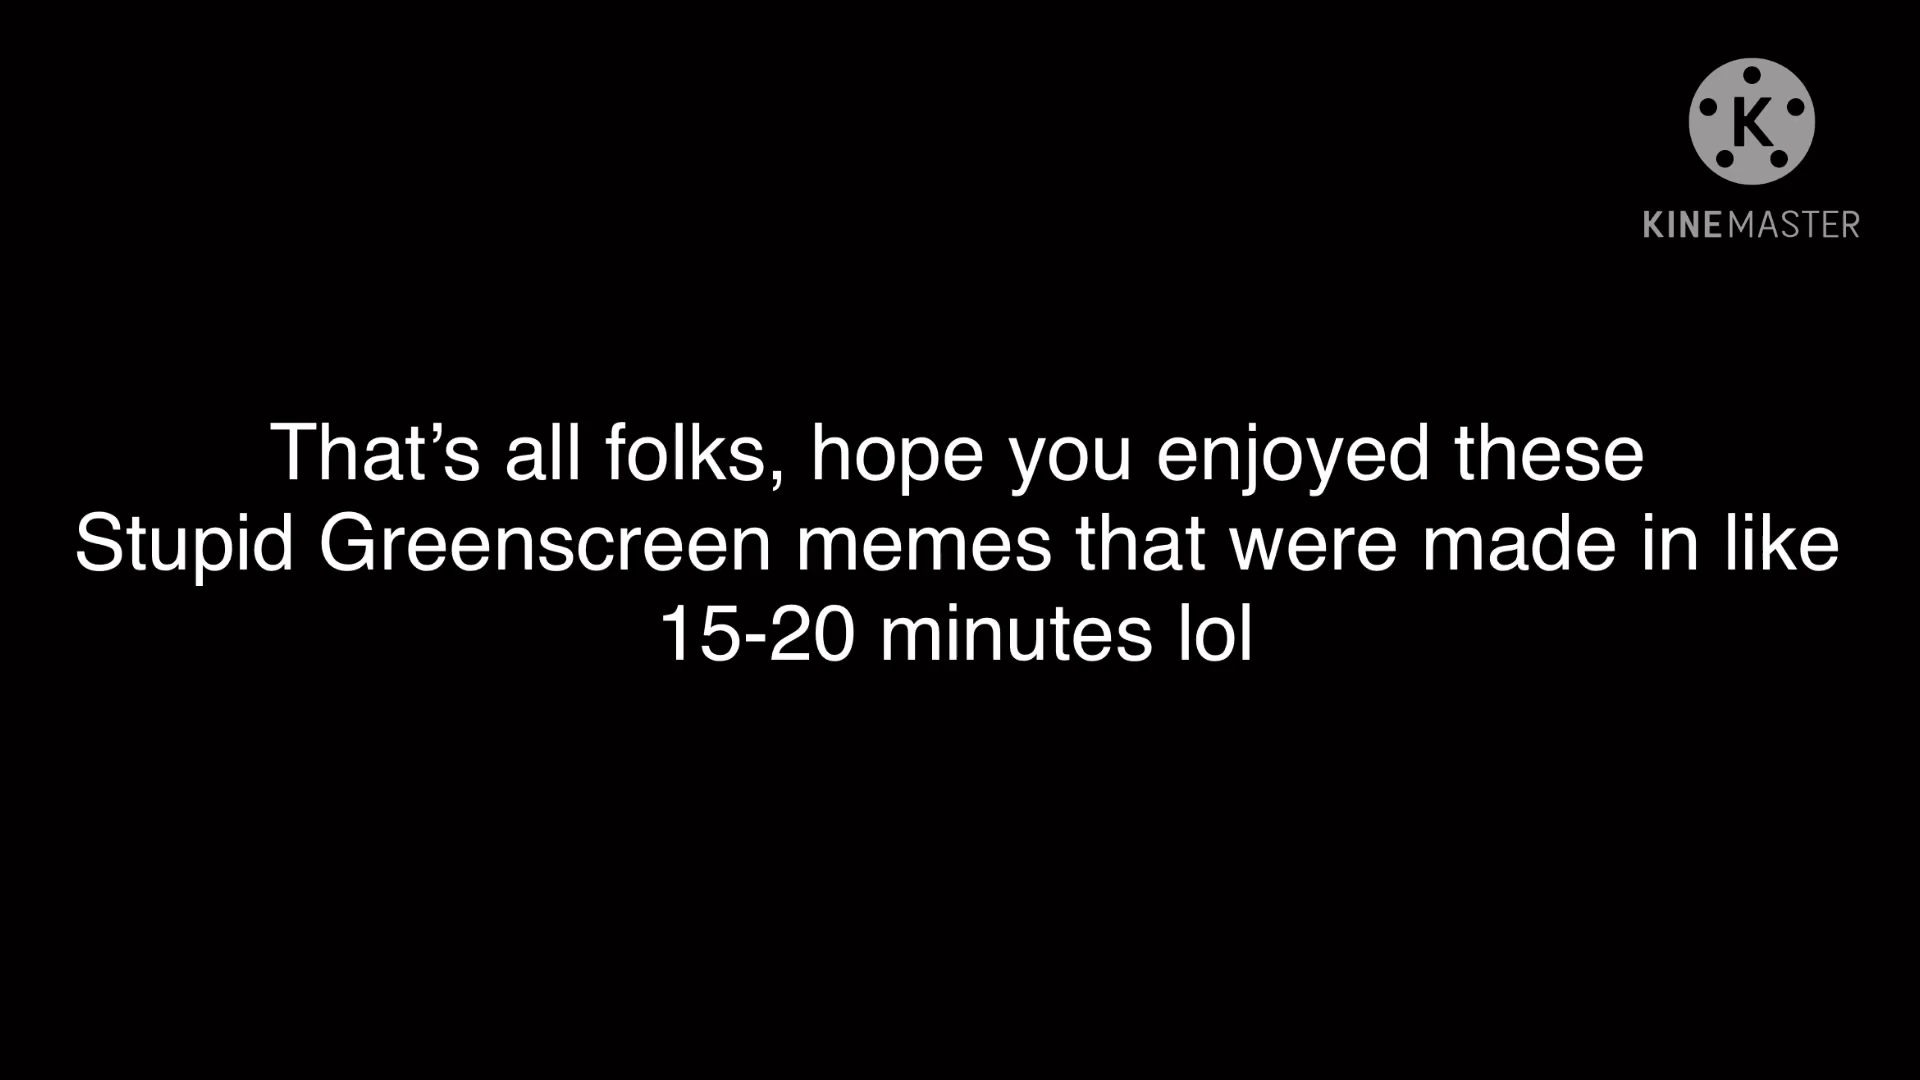 K
KINEMASTER
That’s all folks, hope you enjoyed these
Stupid Greenscreen memes that were made in like
15-20 minutes lol